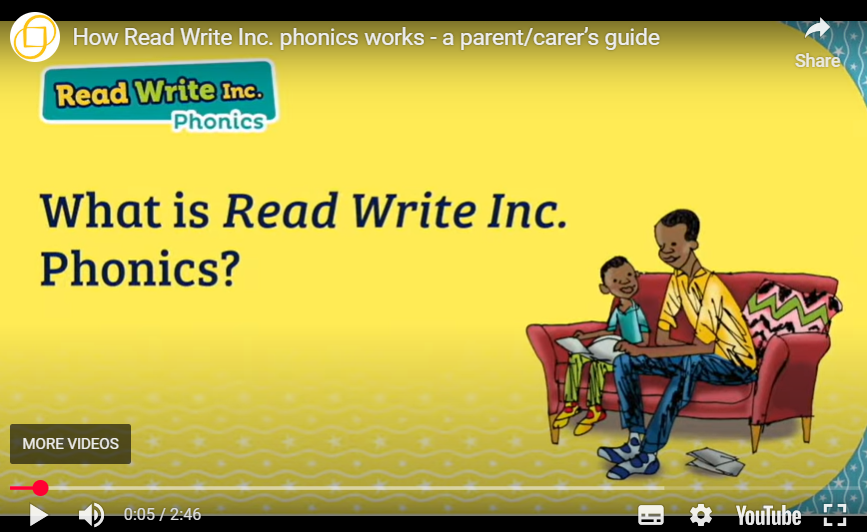 How Read Write Inc. phonics works - a parent/carer’s guide
Share
Read Write Inc.
Phonics
What is Read Write Inc.
Phonics?
MORE VIDEOS
0:05 / 2:46
YouTube